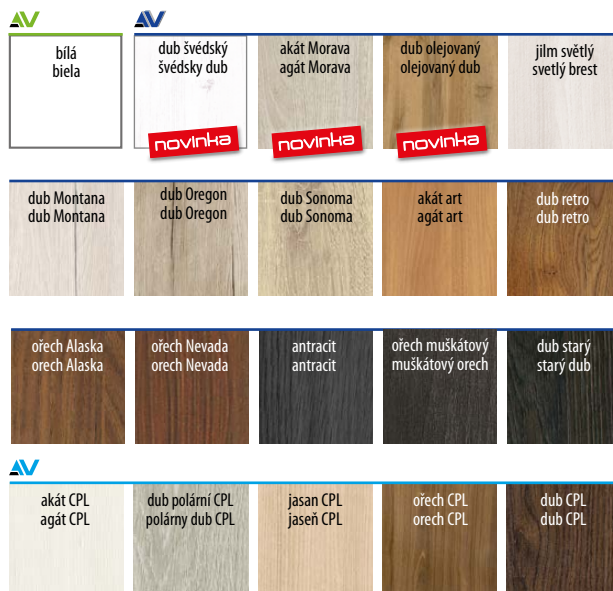 AV
AV
bílá
biela
dub švédský
švédsky dub
novinka
akát Morava
agát Morava
novinka
dub olejovaný
olejovaný dub
novinka
jilm světlý
svetlý brest
dub Montana
dub Montana
dub Oregon
dub Oregon
dub Sonoma
dub Sonoma
akát art
agát art
dub retro
dub retro
ořech Alaska
orech Alaska
ořech Nevada
orech Nevada
antracit
antracit
ořech muškátový
muškátový orech
dub starý
starý dub
AV
akát CPL
agát CPL
dub polární CPL
polárny dub CPL
jasan CPL
jaseň CPL
ořech CPL
orech CPL
dub CPL
dub CPL